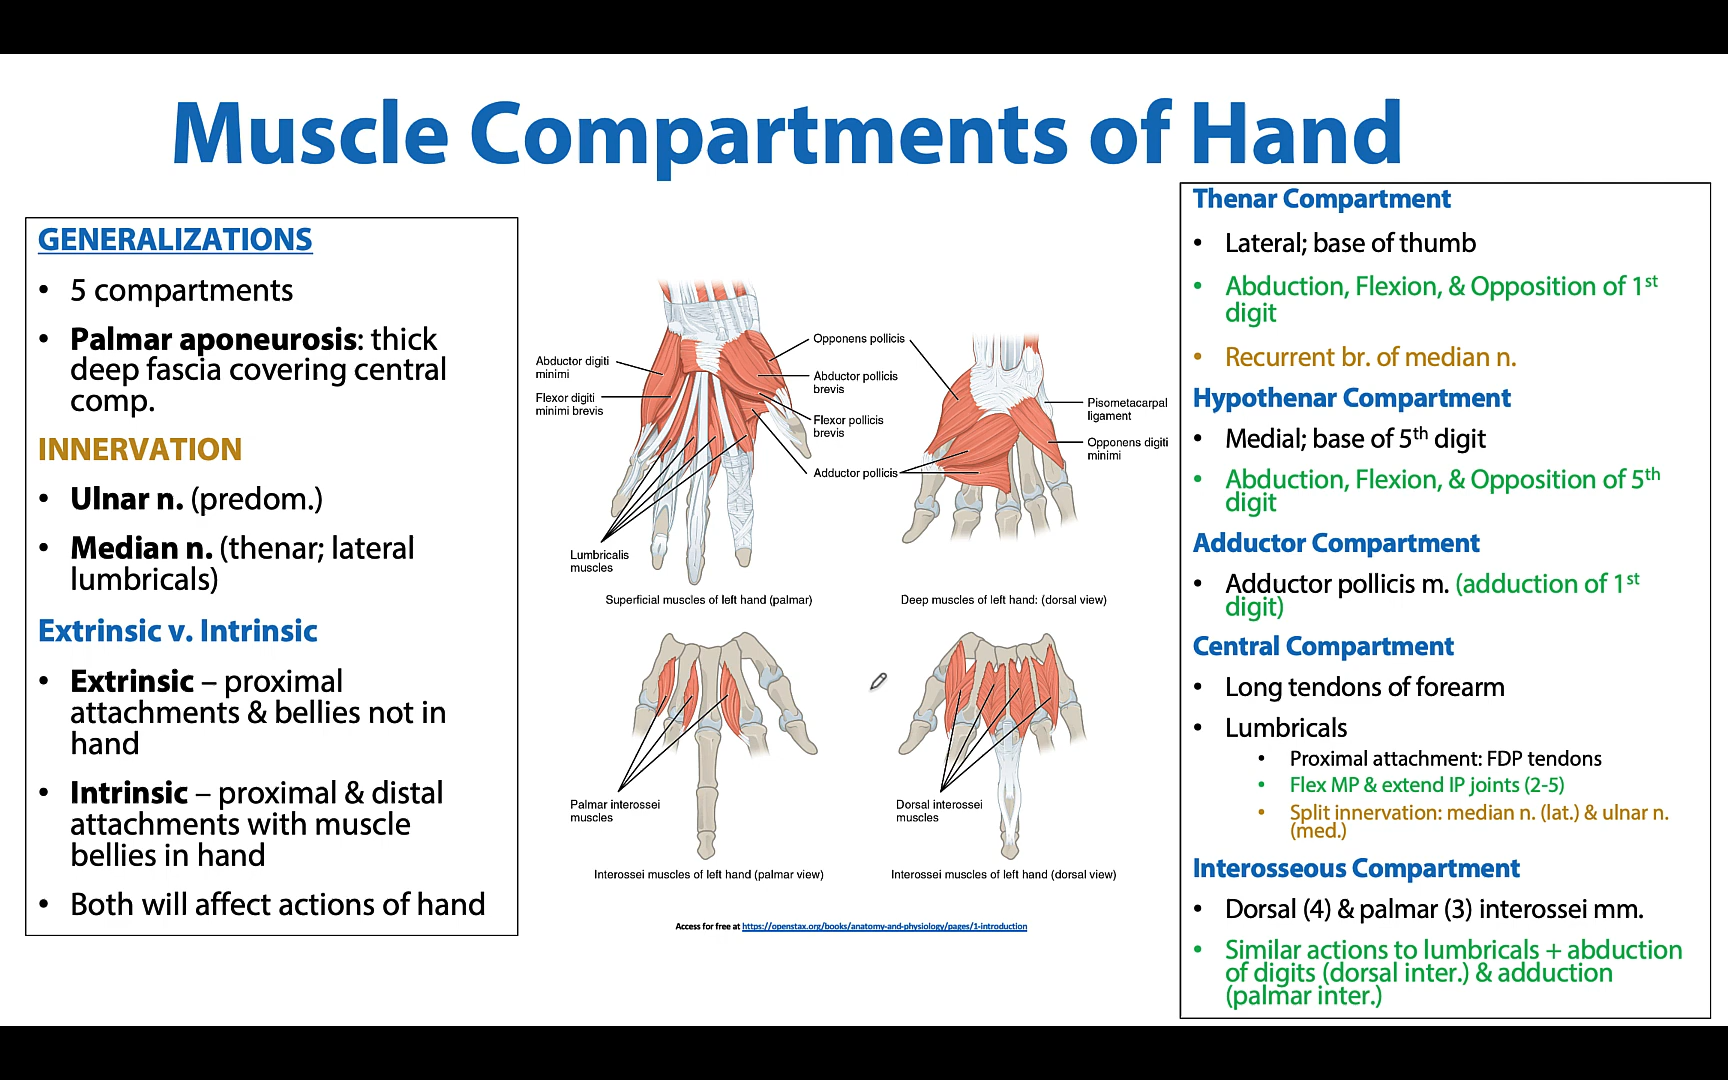 Muscle Compartments of Hand
GENERALIZATIONS
• 5 compartments
• Palmar aponeurosis: thick
deep fascia covering central
comp.
INNERVATION
• Ulnar n. (predom.)
• Median n. (thenar; lateral
lumbricals)
Extrinsic v. Intrinsic
• Extrinsic – proximal
attachments & bellies not in
hand
• Intrinsic – proximal & distal
attachments with muscle
bellies in hand
• Both will affect actions of hand
Abductor digiti
minimi
Flexor digiti
minimi brevis
Lumbricalis
muscles
Opponens pollicis
Abductor pollicis
brevis
Flexor pollicis
brevis
Adductor pollicis
Pisometacarpal
ligament
Opponens digiti
minimi
Superficial muscles of left hand (palmar)
Deep muscles of left hand: (dorsal view)
Palmar interossei
muscles
Dorsal interossei
muscles
Interossei muscles of left hand (palmar view)
Interossei muscles of left hand (dorsal view)
Access for free at https://openstax.org/books/anatomy-and-physiology/pages/1-introduction
Thenar Compartment
• Lateral; base of thumb
• Abduction, Flexion, & Opposition of 1st
digit
• Recurrent br. of median n.
Hypothenar Compartment
• Medial; base of 5th digit
• Abduction, Flexion, & Opposition of 5th
digit
Adductor Compartment
• Adductor pollicis m. (adduction of 1st
digit)
Central Compartment
• Long tendons of forearm
• Lumbricals
• Proximal attachment: FDP tendons
• Flex MP & extend IP joints (2-5)
• Split innervation: median n. (lat.) & ulnar n.
(med.)
Interosseous Compartment
• Dorsal (4) & palmar (3) interossei mm.
• Similar actions to lumbricals + abduction
of digits (dorsal inter.) & adduction
(palmar inter.)